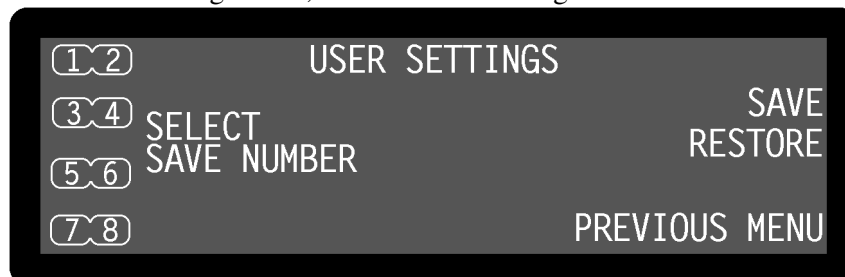 1 2 USER SETTINGS
3 4 SAVE
SELECT RESTORE
5 6 SAVE NUMBER
7 8 PREVIOUS MENU